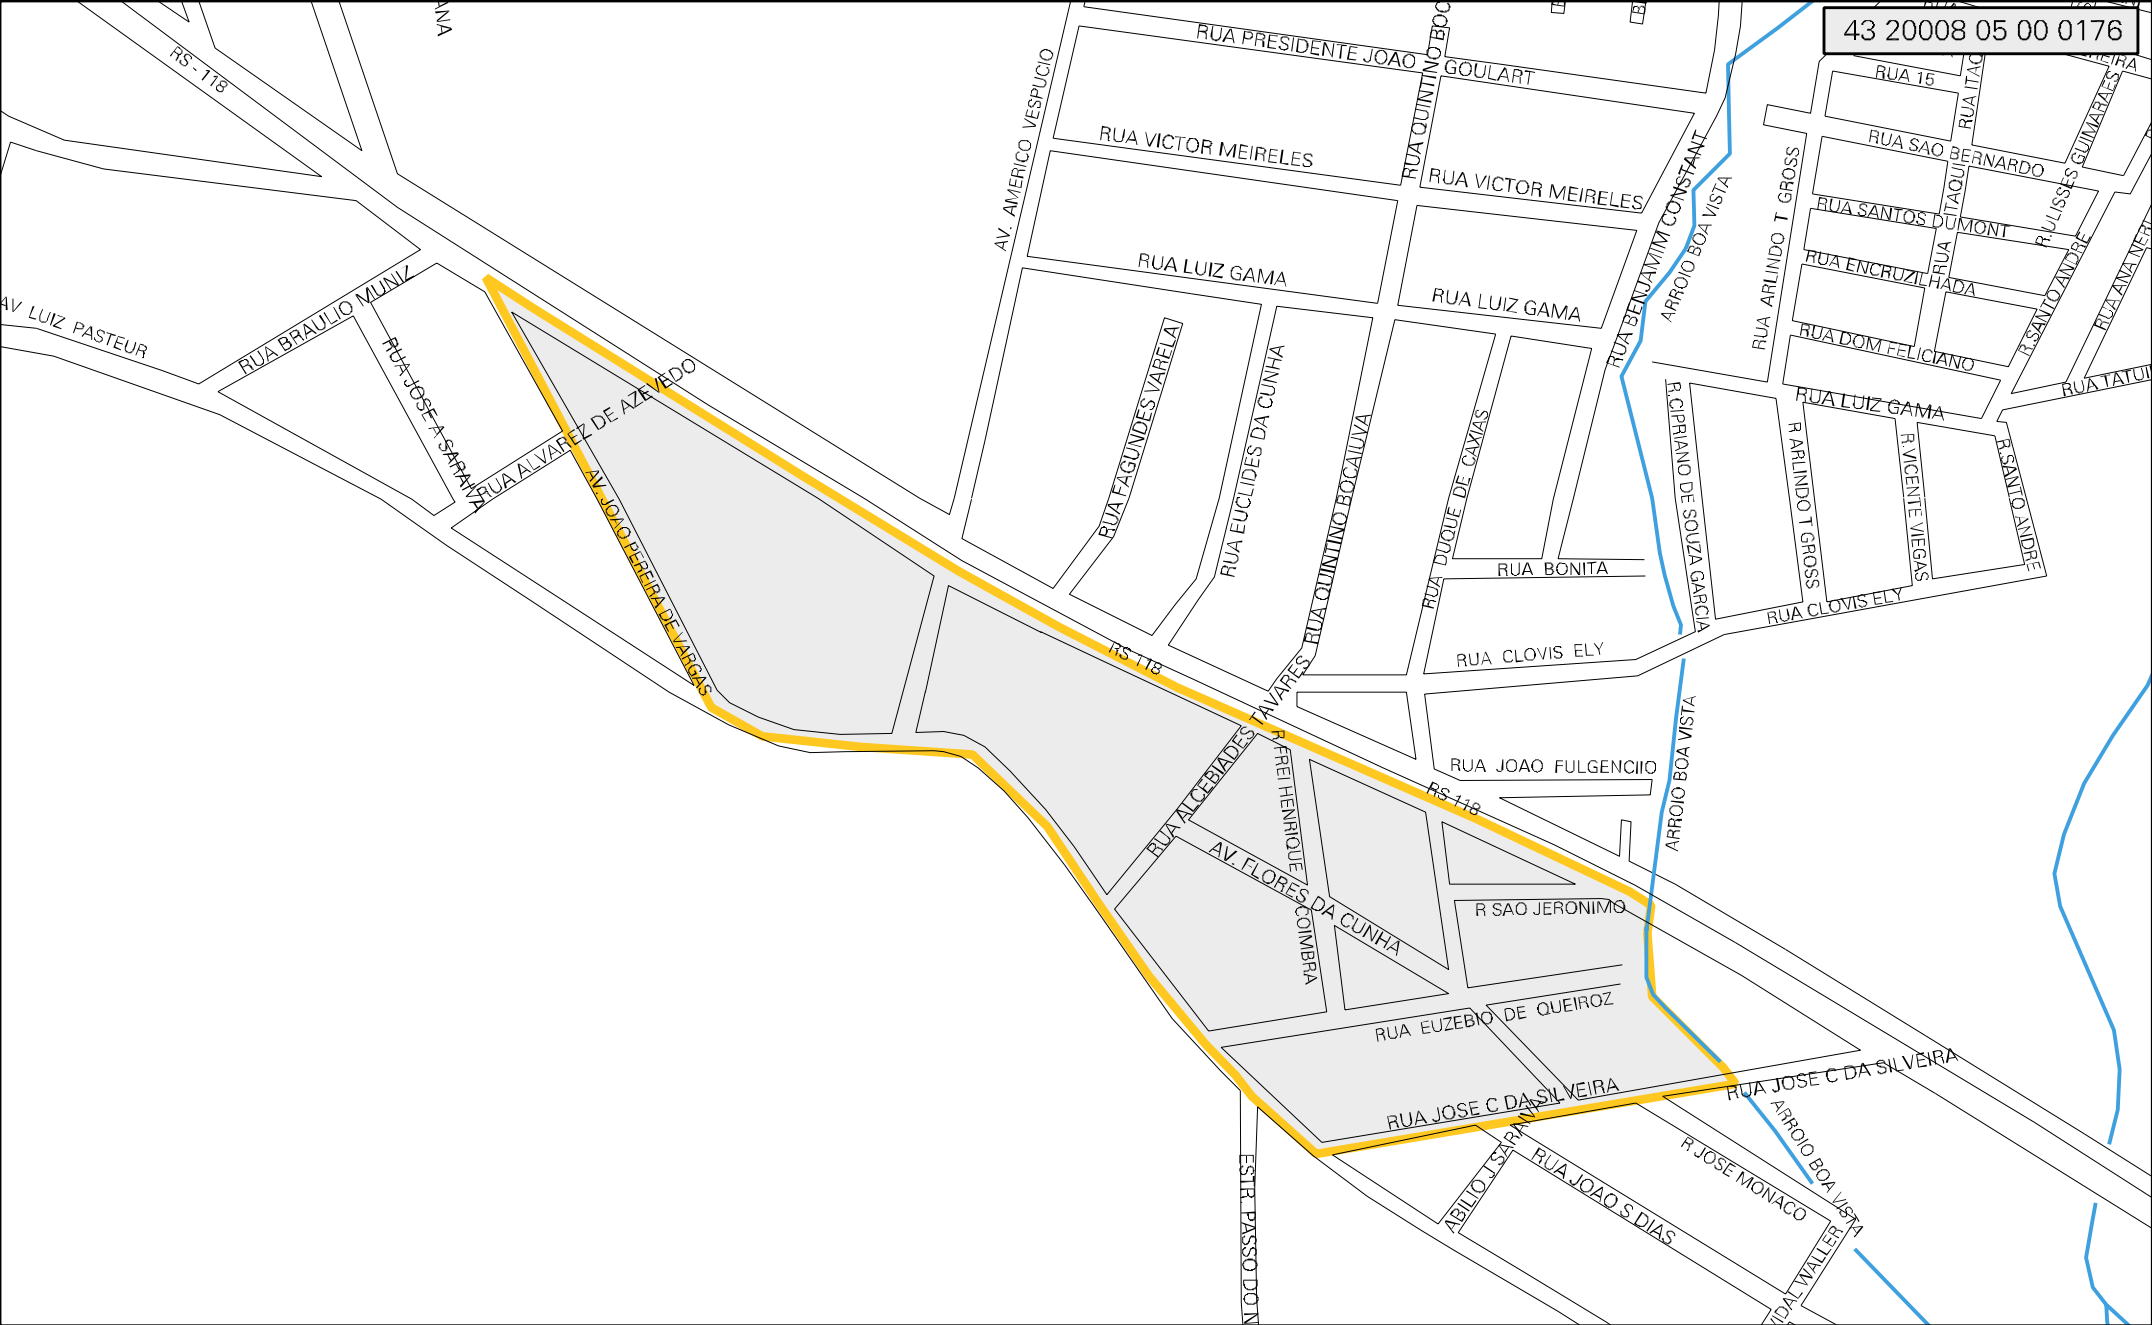 43 20008 05 00 0176
RS - 118
RUA PRESIDENTE JOAO GOULART
RUA 15
AV. AMERICO VESPUCIO
RUA VICTOR MEIRELES
RUA VICTOR MEIRELES
RUA SAO BERNARDO
R.ULISSES GUIMARAES
RUA ITAQUI
RUA BENJAMIM CONSTANT
ARROIO BOA VISTA
RUA ARLINDO T GROSS
RUA SANTOS DUMONT
RUA ENCRUZILHADA
RUA LUIZ GAMA
RUA LUIZ GAMA
R.SANTO ANDRE
RUA DOM FELICIANO
RUA LUIZ GAMA
AV LUIZ PASTEUR
RUA BRAULIO MUNIZ
RUA JOSE A SARAIVA
RUA ALVAREZ DE AZEVEDO
AV. JOAO PEREIRA DE VARGAS
RUA FAGUNDES VARELA
RUA EUCLIDES DA CUNHA
RUA QUINTINO BOCAIUVA
RUA DUQUE DE CAXIAS
R.CIPRIANO DE SOUZA GARCIA
R ARLINDO T GROSS
R.VICENTE VIEGAS
R.SANTO ANDRE
RUA BONITA
RUA CLOVIS ELY
RUA CLOVIS ELY
RS 118
RUA ALCEBIADES TAVARES
R. FREI HENRIQUE COIMBRA
RUA JOAO FULGENCIIO
RS 118
ARROIO BOA VISTA
AV. FLORES DA CUNHA
R SAO JERONIMO
RUA EUZEBIO DE QUEIROZ
RUA JOSE C DA SILVEIRA
RUA JOSE C DA SILVEIRA
ARROIO BOA VISTA
ABILIO J SARAIVA
RUA JOAO S DIAS
R JOSE MONACO
ESTR. PASSO DO N